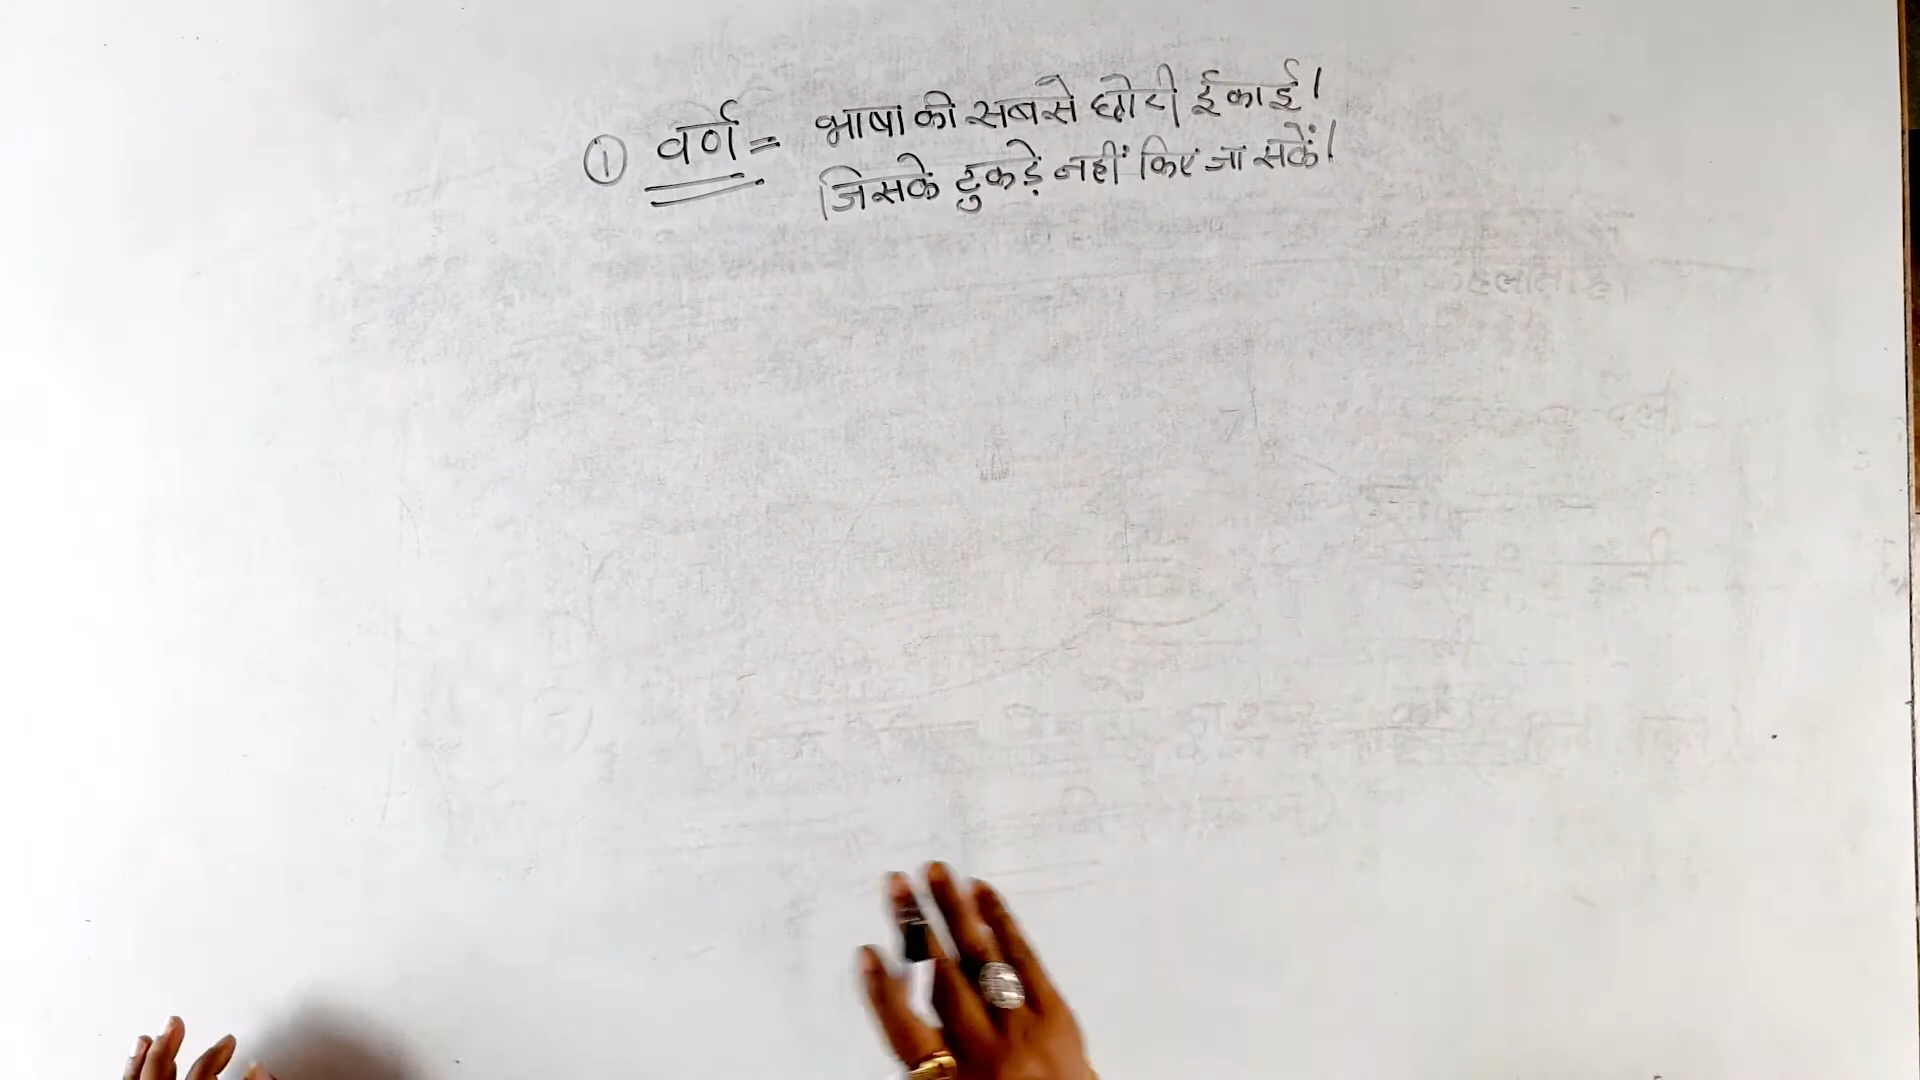 ① वर्ण = भाषा की सबसे छोटी ईकाई।
जिसके टुकड़े नहीं किए जा सकें।